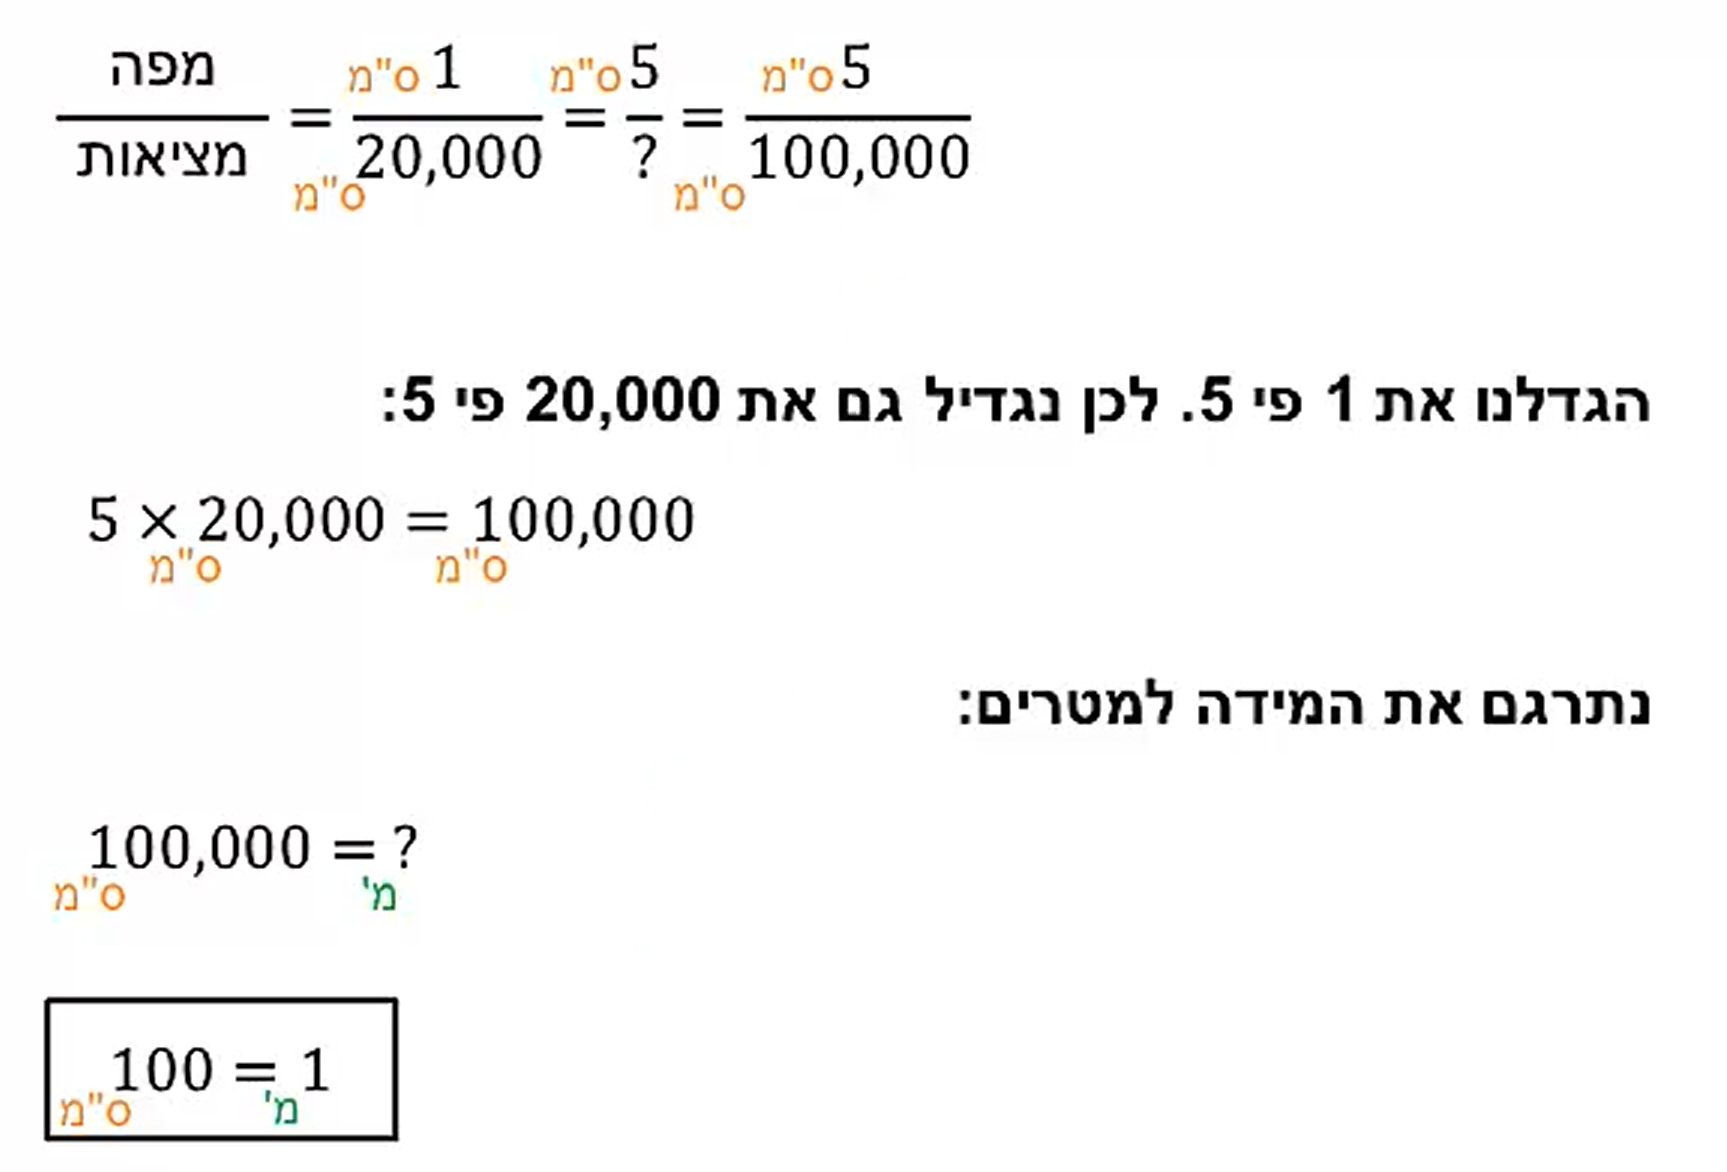 מפה / מציאות = 1 ס"מ / 20,000 ס"מ = 5 ס"מ / ? = 5 ס"מ / 100,000 ס"מ
הגדלנו את 1 פי 5. לכן נגדיל גם את 20,000 פי 5:
5 × 20,000 ס"מ = 100,000 ס"מ
נתרגם את המידה למטרים:
100,000 ס"מ = ? מ'
100 ס"מ = 1 מ'